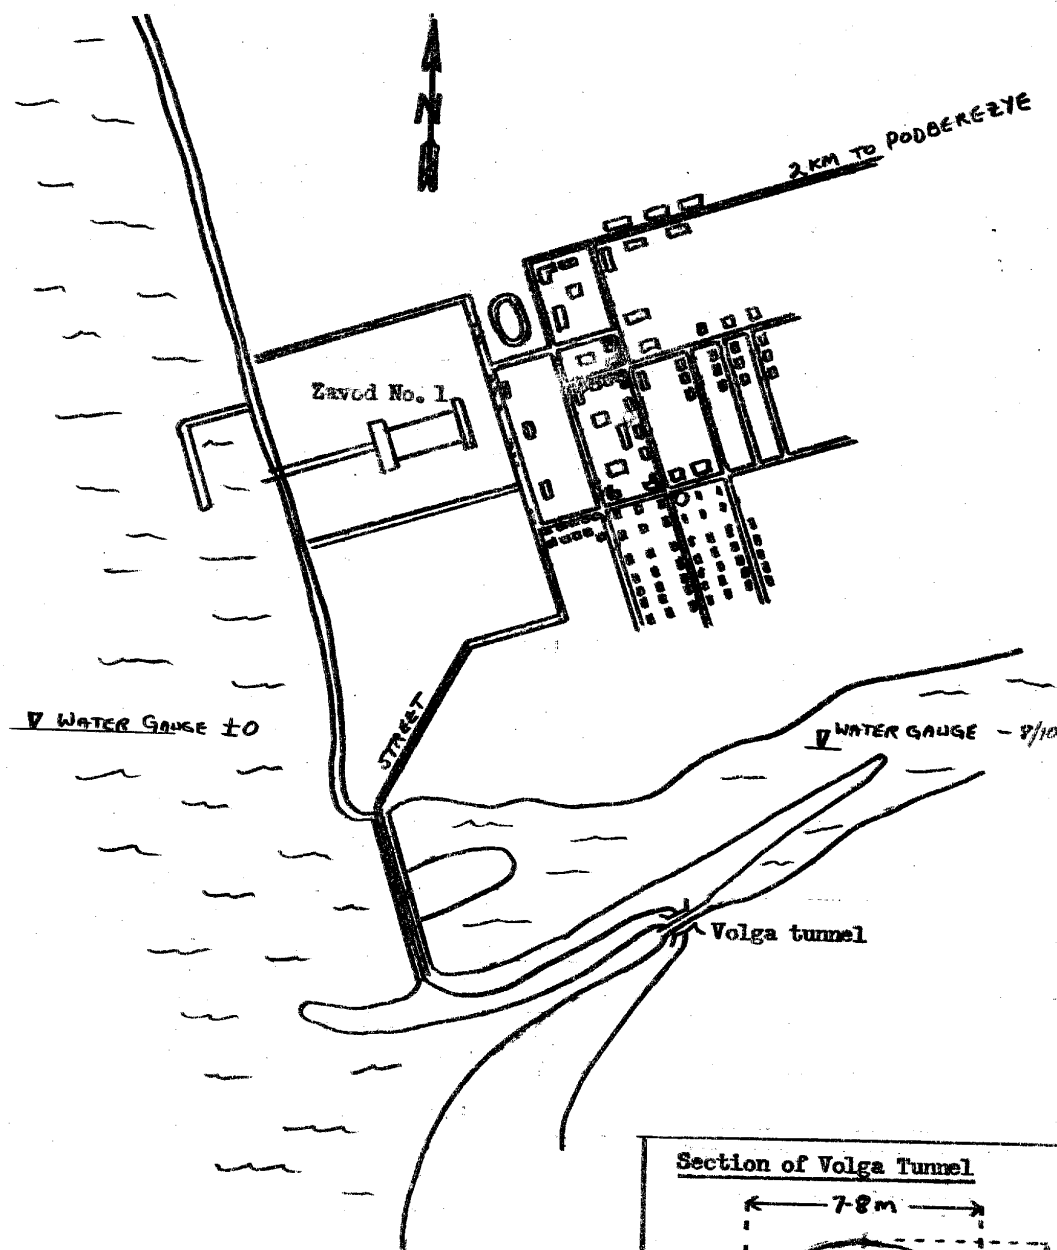 N
2 KM TO PODBEREZYE
Zavod No. 1
STREET
∇ WATER GAUGE ±0
∇ WATER GAUGE - 8/10
Volga tunnel
Section of Volga Tunnel
7-8 m